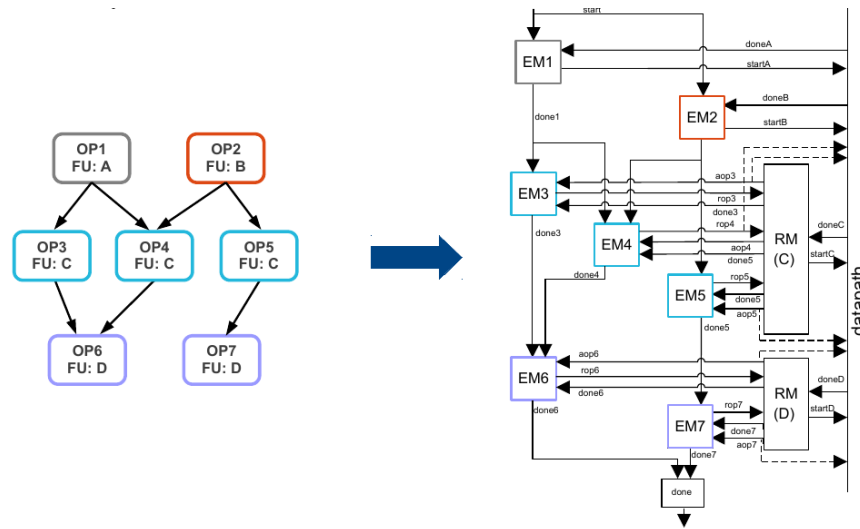 OP1
FU: A
OP2
FU: B
OP3
FU: C
OP4
FU: C
OP5
FU: C
OP6
FU: D
OP7
FU: D
start
doneA
EM1
startA
doneB
done1
EM2
startB
aop3
EM3
rop3
done3
rop4
done3
EM4
aop4
done5
done4
RM
(C)
doneC
startC
rop5
EM5
done5
aop5
done5
datapath
aop6
EM6
rop6
done6
done6
RM
(D)
doneD
startD
rop7
EM7
done7
aop7
done7
done